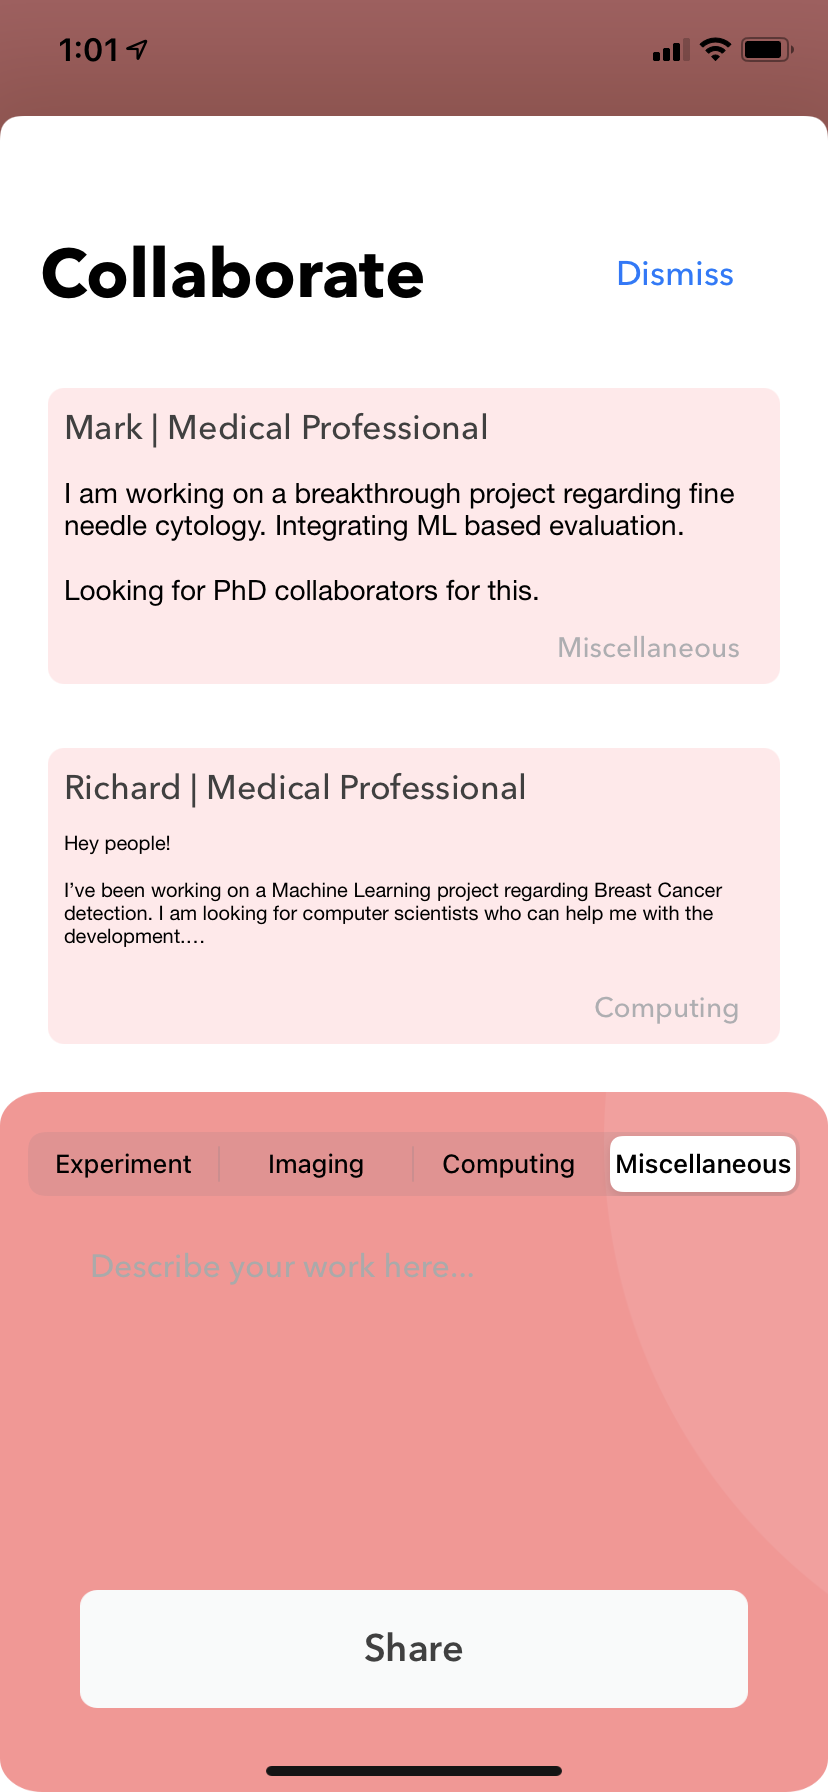 1:01
Collaborate
Dismiss
Mark | Medical Professional
I am working on a breakthrough project regarding fine
needle cytology. Integrating ML based evaluation.
Looking for PhD collaborators for this.
Miscellaneous
Richard | Medical Professional
Hey people!
I’ve been working on a Machine Learning project regarding Breast Cancer
detection. I am looking for computer scientists who can help me with the
development.…
Computing
Experiment Imaging Computing Miscellaneous
Describe your work here...
Share